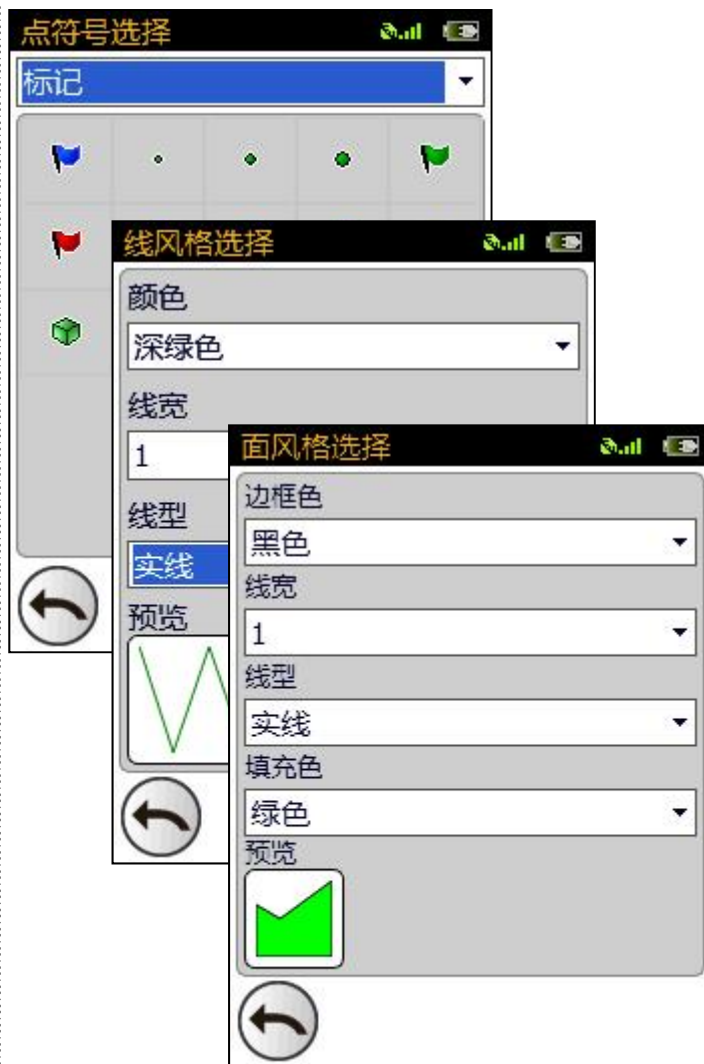 点符号选择
标记
线风格选择
颜色
深绿色
线宽
1
线型
实线
预览
面风格选择
边框色
黑色
线宽
1
线型
实线
填充色
绿色
预览